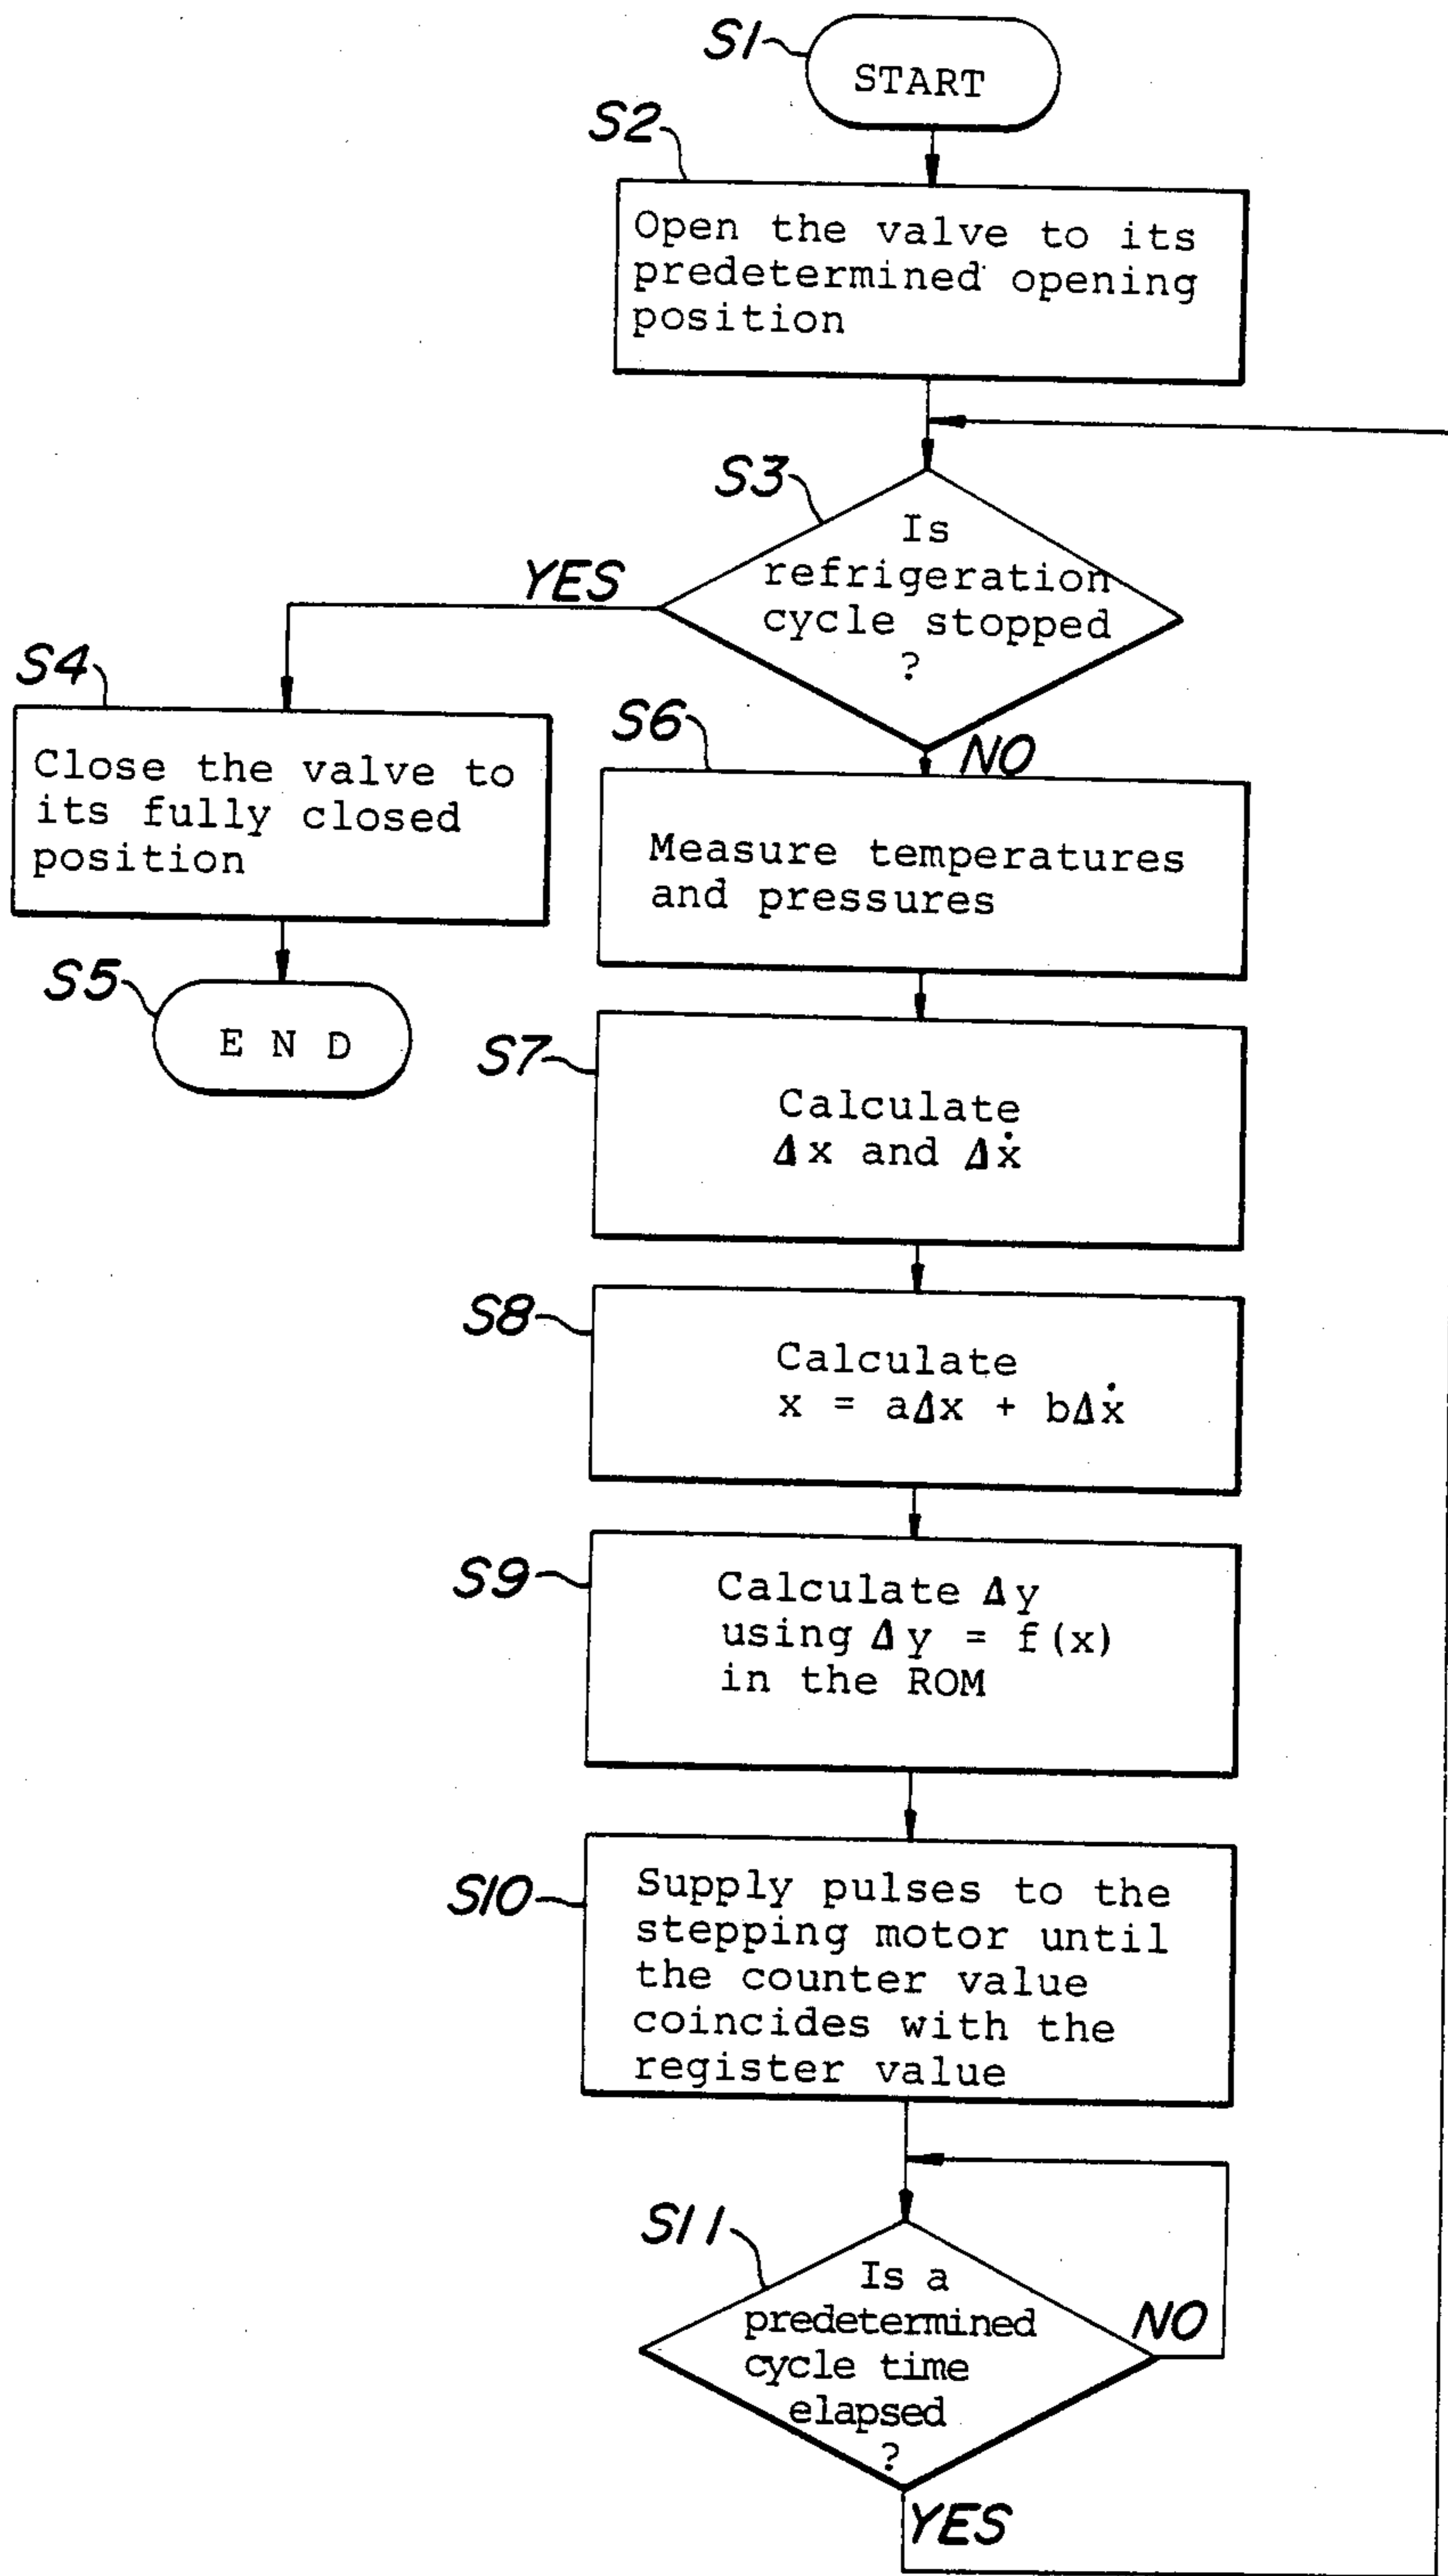 S1
START
S2
Open the valve to its
predetermined opening
position
S3
Is
refrigeration
cycle stopped
?
YES
NO
S4
Close the valve to
its fully closed
position
S5
E N D
S6
Measure temperatures
and pressures
S7
Calculate
Δx and Δẋ
S8
Calculate
x = aΔx + bΔẋ
S9
Calculate Δy
using Δy = f(x)
in the ROM
S10
Supply pulses to the
stepping motor until
the counter value
coincides with the
register value
S11
Is a
predetermined
cycle time
elapsed
?
NO
YES